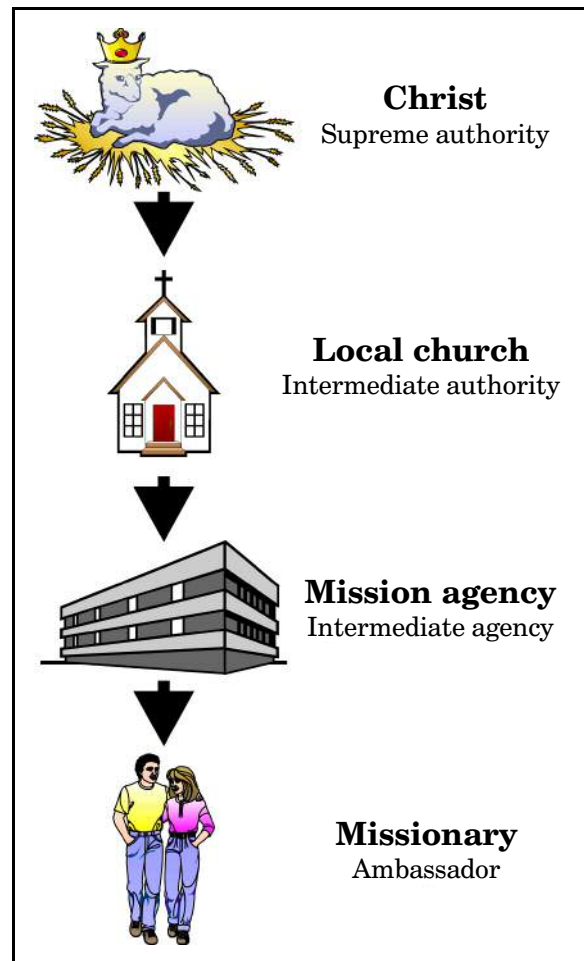 Christ
Supreme authority
Local church
Intermediate authority
Mission agency
Intermediate agency
Missionary
Ambassador